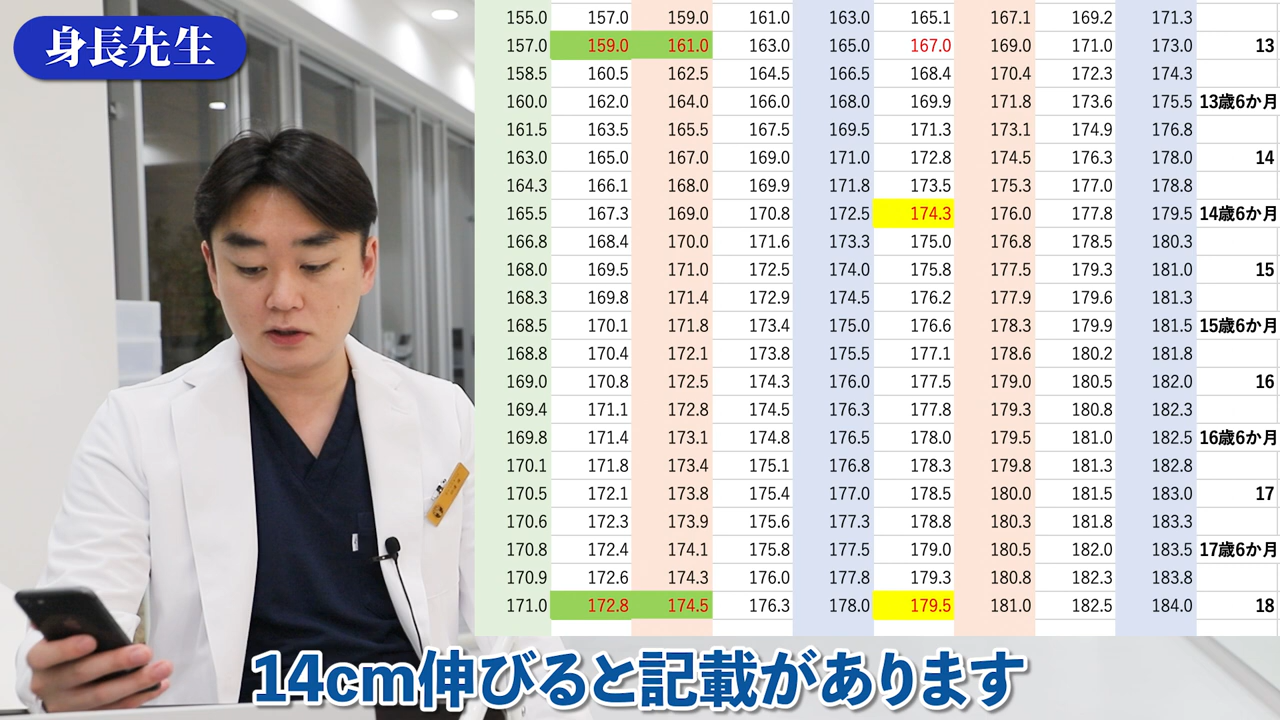 身長先生
155.0 157.0 159.0 161.0 163.0 165.1 167.1 169.2 171.3
157.0 159.0 161.0 163.0 165.0 167.0 169.0 171.0 173.0 13
158.5 160.5 162.5 164.5 166.5 168.4 170.4 172.3 174.3
160.0 162.0 164.0 166.0 168.0 169.9 171.8 173.6 175.5 13歳6か月
161.5 163.5 165.5 167.5 169.5 171.3 173.1 174.9 176.8
163.0 165.0 167.0 169.0 171.0 172.8 174.5 176.3 178.0 14
164.3 166.1 168.0 169.9 171.8 173.5 175.3 177.0 178.8
165.5 167.3 169.0 170.8 172.5 174.3 176.0 177.8 179.5 14歳6か月
166.8 168.4 170.0 171.6 173.3 175.0 176.8 178.5 180.3
168.0 169.5 171.0 172.5 174.0 175.8 177.5 179.3 181.0 15
168.3 169.8 171.4 172.9 174.5 176.2 177.9 179.6 181.3
168.5 170.1 171.8 173.4 175.0 176.6 178.3 179.9 181.5 15歳6か月
168.8 170.4 172.1 173.8 175.5 177.1 178.6 180.2 181.8
169.0 170.8 172.5 174.3 176.0 177.5 179.0 180.5 182.0 16
169.4 171.1 172.8 174.5 176.3 177.8 179.3 180.8 182.3
169.8 171.4 173.1 174.8 176.5 178.0 179.5 181.0 182.5 16歳6か月
170.1 171.8 173.4 175.1 176.8 178.3 179.8 181.3 182.8
170.5 172.1 173.8 175.4 177.0 178.5 180.0 181.5 183.0 17
170.6 172.3 173.9 175.6 177.3 178.8 180.3 181.8 183.3
170.8 172.4 174.1 175.8 177.5 179.0 180.5 182.0 183.5 17歳6か月
170.9 172.6 174.3 176.0 177.8 179.3 180.8 182.3 183.8
171.0 172.8 174.5 176.3 178.0 179.5 181.0 182.5 184.0 18
14cm伸びると記載があります